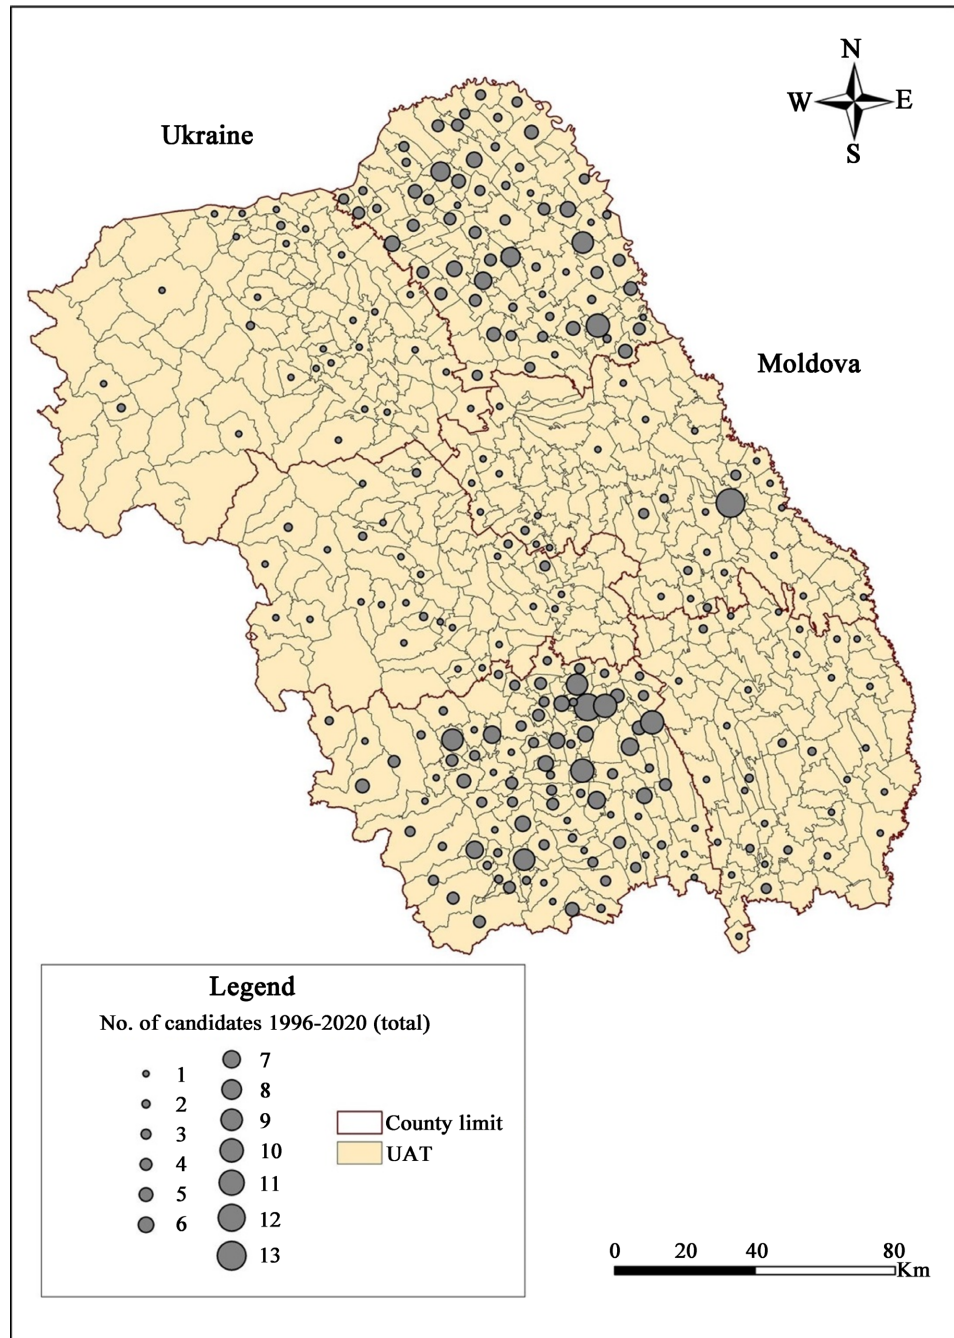 N
W E
S
Ukraine
Moldova
Legend
No. of candidates 1996-2020 (total)
1
2
3
4
5
6
7
8
9
10
11
12
13
County limit
UAT
0 20 40 80
Km